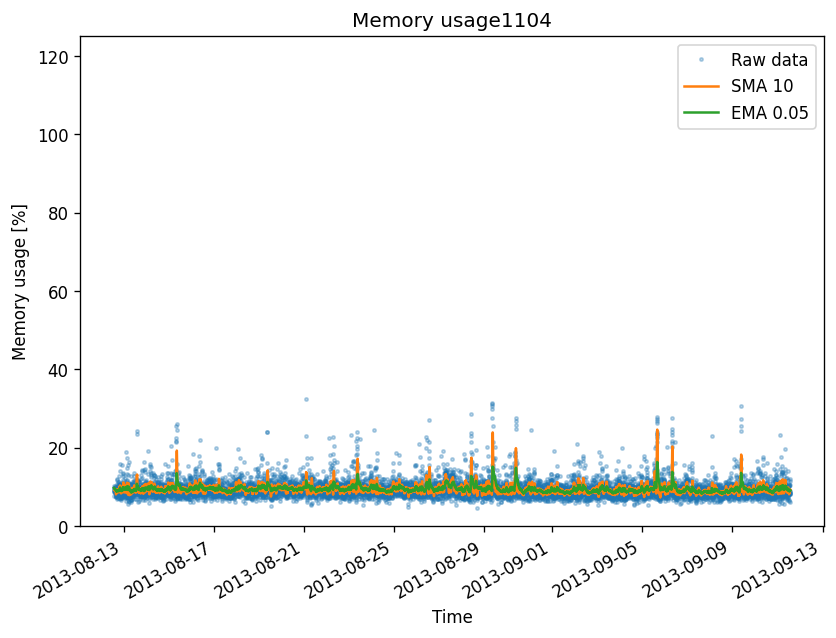 Memory usage1104
Raw data
SMA 10
EMA 0.05
Memory usage [%]
120
100
80
60
40
20
0
2013-08-13
2013-08-17
2013-08-21
2013-08-25
2013-08-29
2013-09-01
2013-09-05
2013-09-09
2013-09-13
Time